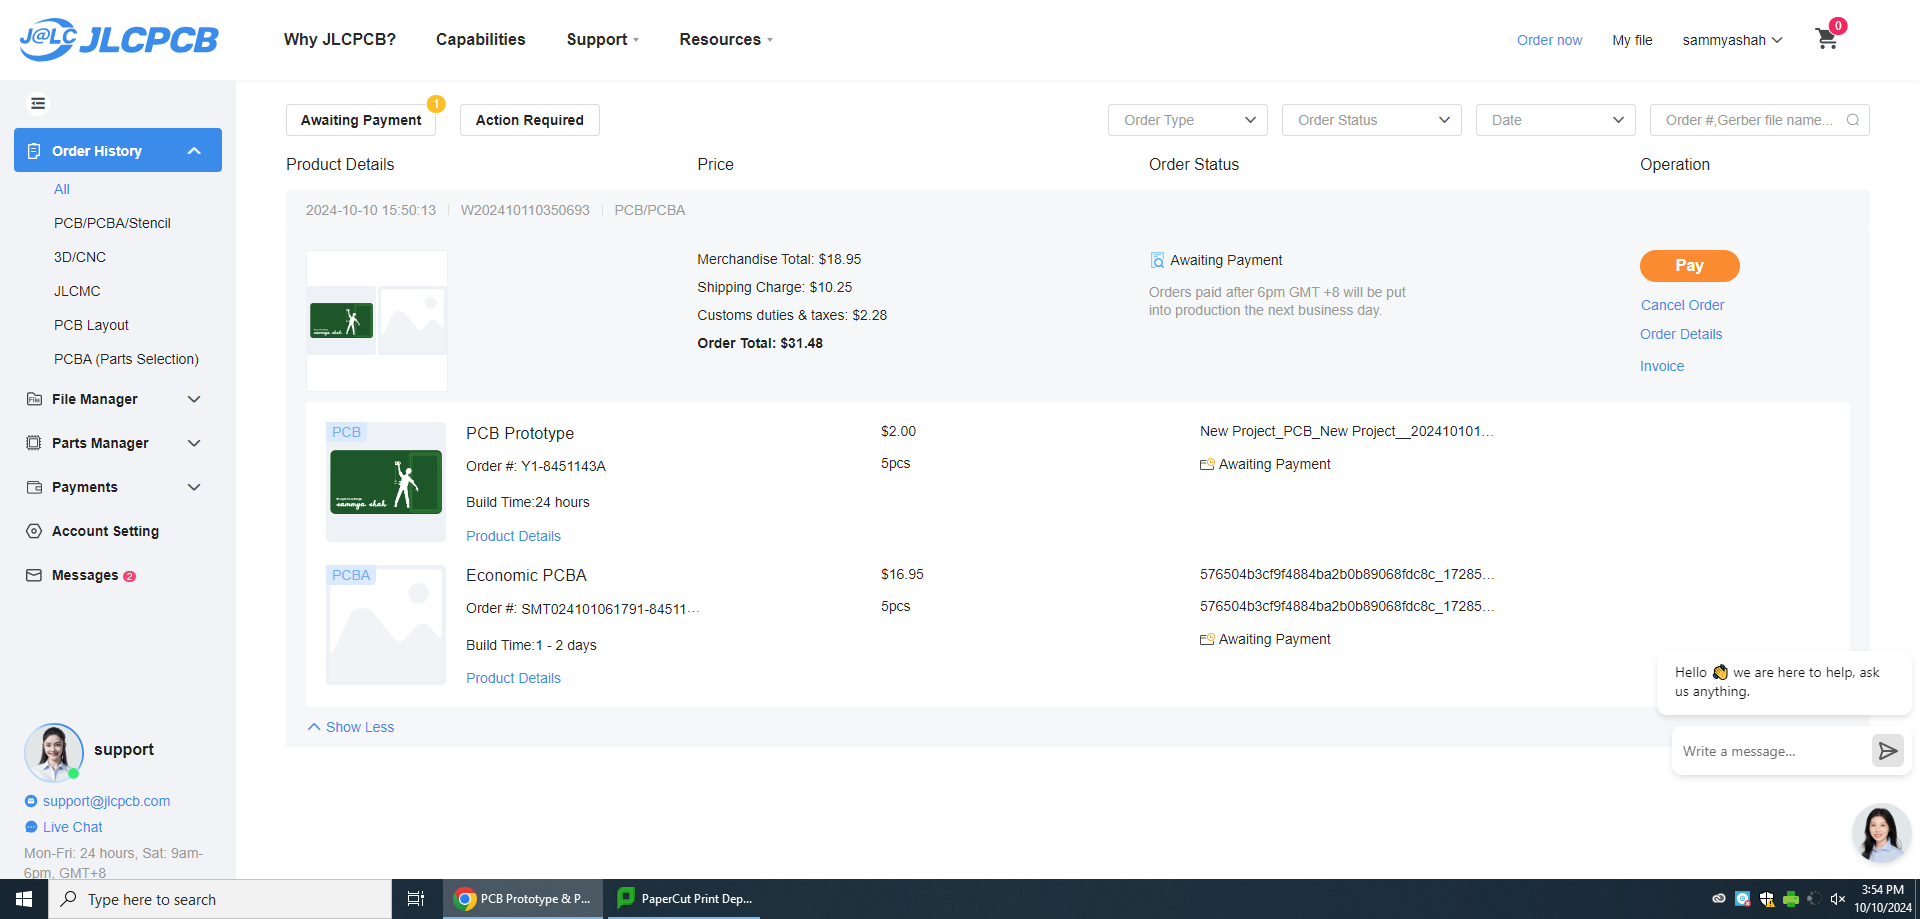 J@LC JLCPCB
Why JLCPCB?
Capabilities
Support
Resources
Order now
My file
sammyashah
0
Order History
All
PCB/PCBA/Stencil
3D/CNC
JLCMC
PCB Layout
PCBA (Parts Selection)
File Manager
Parts Manager
Payments
Account Setting
Messages 2
support
support@jlcpcb.com
Live Chat
Mon-Fri: 24 hours, Sat: 9am-
6pm, GMT+8
Awaiting Payment 1
Action Required
Order Type
Order Status
Date
Order #,Gerber file name...
Product Details
Price
Order Status
Operation
2024-10-10 15:50:13
W202410110350693
PCB/PCBA
Merchandise Total: $18.95
Shipping Charge: $10.25
Customs duties & taxes: $2.28
Order Total: $31.48
Awaiting Payment
Orders paid after 6pm GMT +8 will be put
into production the next business day.
Pay
Cancel Order
Order Details
Invoice
PCB
sammya shah
PCB Prototype
Order #: Y1-8451143A
Build Time:24 hours
Product Details
$2.00
5pcs
New Project_PCB_New Project__202410101...
Awaiting Payment
PCBA
Economic PCBA
Order #: SMT024101061791-84511...
Build Time:1 - 2 days
Product Details
$16.95
5pcs
576504b3cf9f4884ba2b0b89068fdc8c_17285...
576504b3cf9f4884ba2b0b89068fdc8c_17285...
Awaiting Payment
Show Less
Hello 👏 we are here to help, ask
us anything.
Write a message...
Type here to search
PCB Prototype & P...
PaperCut Print Dep...
3:54 PM
10/10/2024